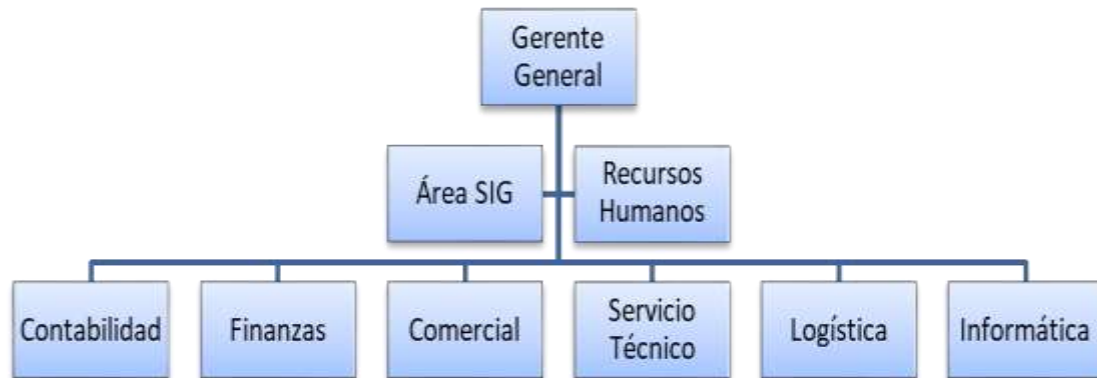 Gerente
General
Área SIG
Recursos
Humanos
Contabilidad
Finanzas
Comercial
Servicio
Técnico
Logística
Informática